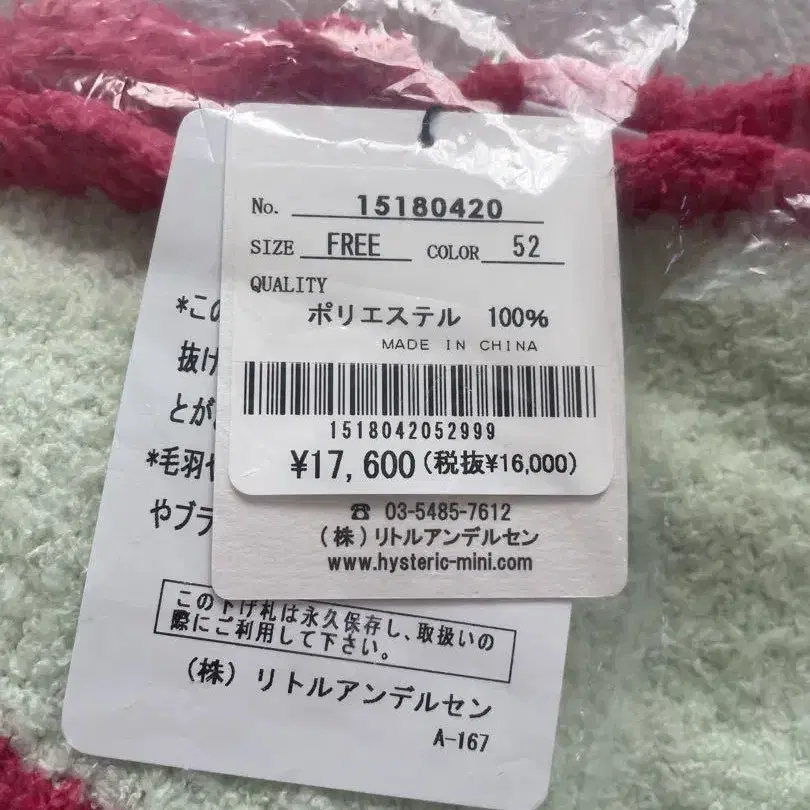 No. 15180420
SIZE FREE COLOR 52
QUALITY
ポリエステル 100%
MADE IN CHINA
1518042052999
¥17,600(税抜¥16,000)
☎ 03-5485-7612
(株)リトルアンデルセン
www.hysteric-mini.com
*この
抜け
とが
*毛羽
やブラ
この下げ札は永久保存し、取扱いの
際にご利用して下さい。
(株) リトルアンデルセン
A-167